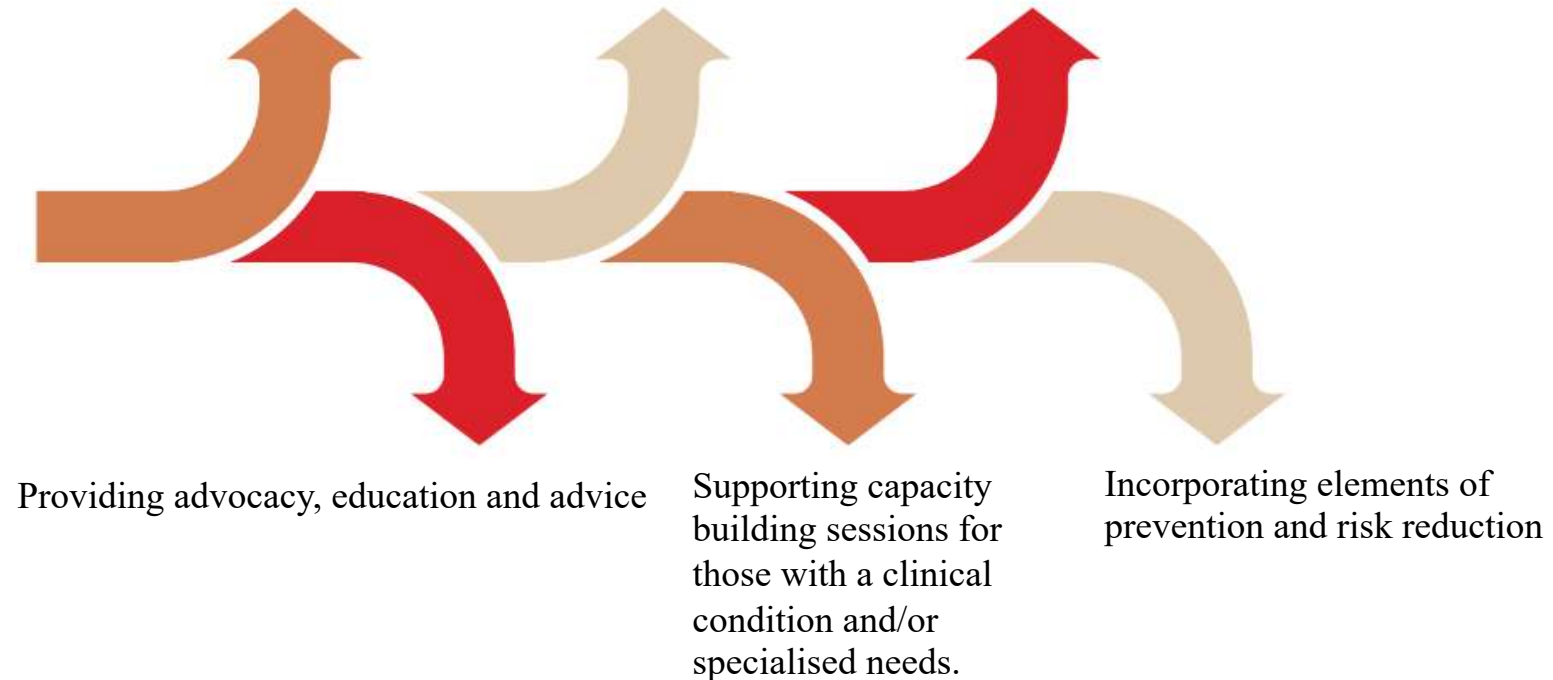 Providing advocacy, education and advice
Supporting capacity
building sessions for
those with a clinical
condition and/or
specialised needs.
Incorporating elements of
prevention and risk reduction